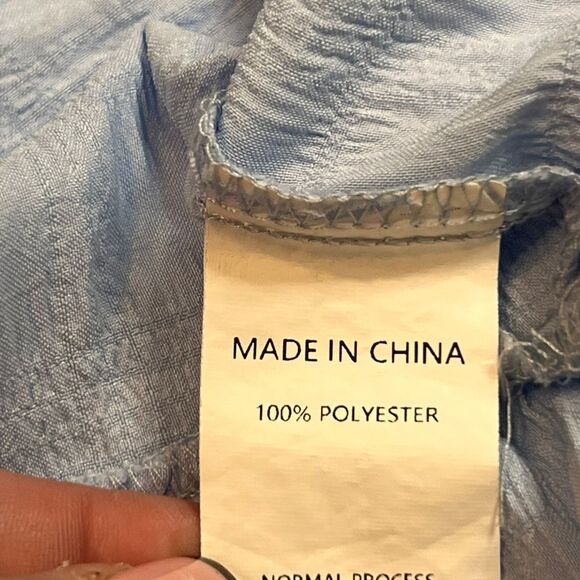 MADE IN CHINA
100% POLYESTER
NORMAL PROCESS